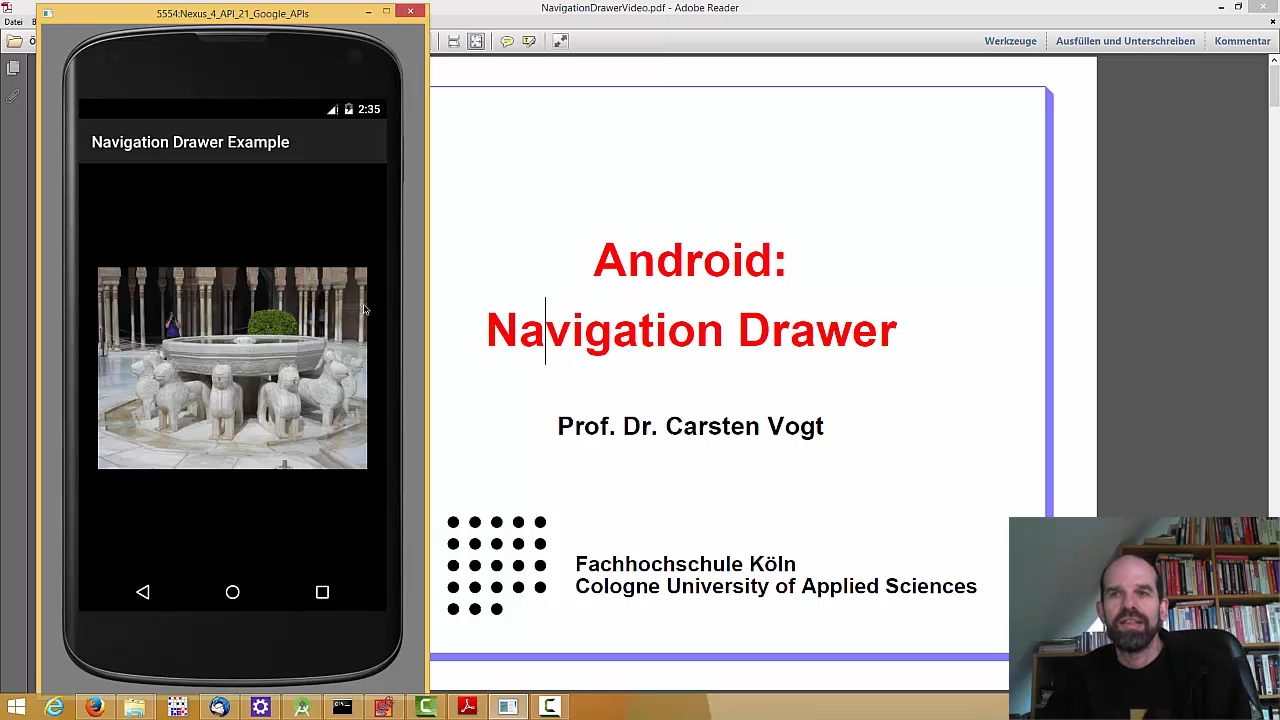 5554:Nexus_4_API_21_Google_APIs
NavigationDrawerVideo.pdf - Adobe Reader
Datei
Werkzeuge
Ausfüllen und Unterschreiben
Kommentar
2:35
Navigation Drawer Example
Android:
Navigation Drawer
Prof. Dr. Carsten Vogt
Fachhochschule Köln
Cologne University of Applied Sciences